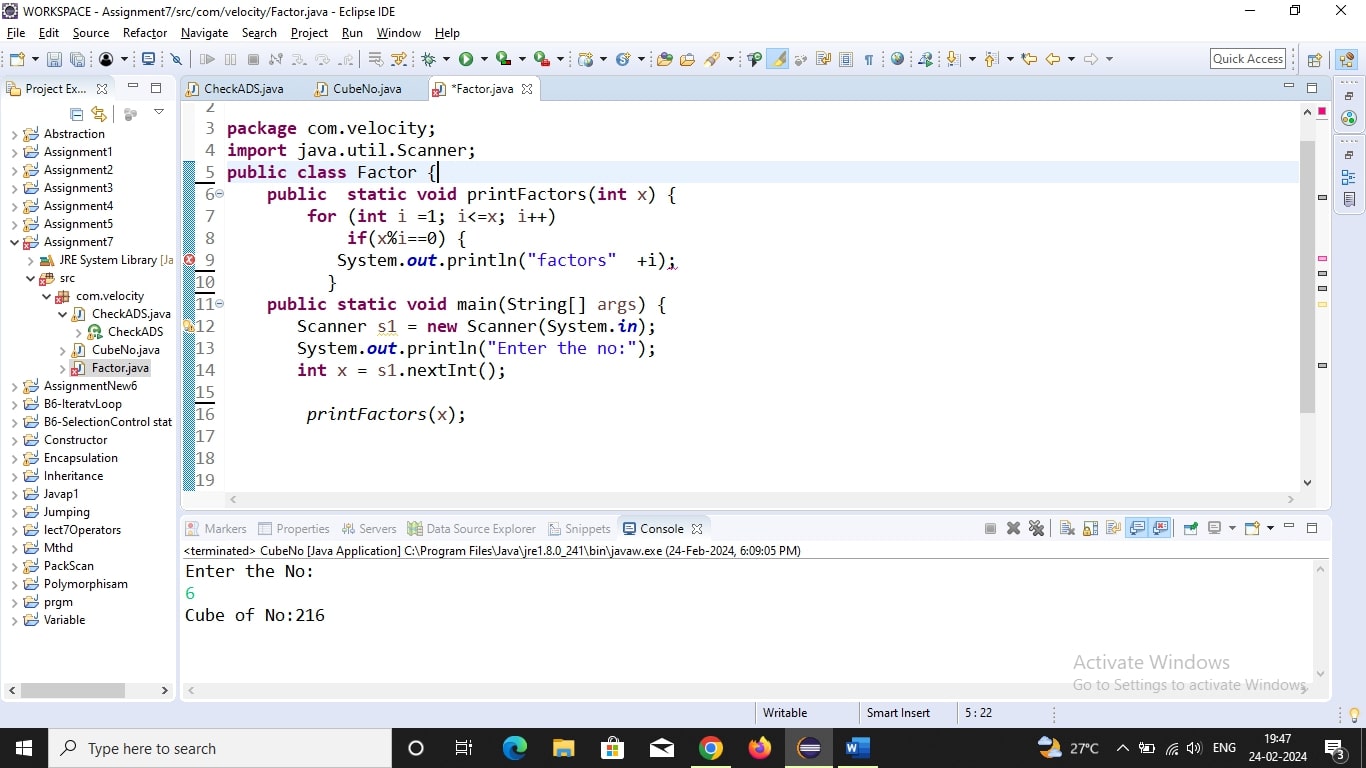 WORKSPACE - Assignment7/src/com/velocity/Factor.java - Eclipse IDE
File Edit Source Refactor Navigate Search Project Run Window Help
Quick Access
Project Ex...
CheckADS.java CubeNo.java *Factor.java
Abstraction
Assignment1
Assignment2
Assignment3
Assignment4
Assignment5
Assignment7
JRE System Library [Ja
src
com.velocity
CheckADS.java
CheckADS
CubeNo.java
Factor.java
AssignmentNew6
B6-IteratvLoop
B6-SelectionControl stat
Constructor
Encapsulation
Inheritance
Javap1
Jumping
lect7Operators
Mthd
PackScan
Polymorphisam
prgm
Variable
2
3 package com.velocity;
4 import java.util.Scanner;
5 public class Factor {
6 public  static void printFactors(int x) {
7 for (int i =1; i<=x; i++)
8 if(x%i==0) {
9 System.out.println("factors"  +i);
10 }
11 public static void main(String[] args) {
12 Scanner s1 = new Scanner(System.in);
13 System.out.println("Enter the no:");
14 int x = s1.nextInt();
15
16 printFactors(x);
17
18
19
Markers Properties Servers Data Source Explorer Snippets Console
<terminated> CubeNo [Java Application] C:\Program Files\Java\jre1.8.0_241\bin\javaw.exe (24-Feb-2024, 6:09:05 PM)
Enter the No:
6
Cube of No:216
Activate Windows
Go to Settings to activate Windows.
Writable Smart Insert 5 : 22
Type here to search
27°C ENG 19:47
24-02-2024
3